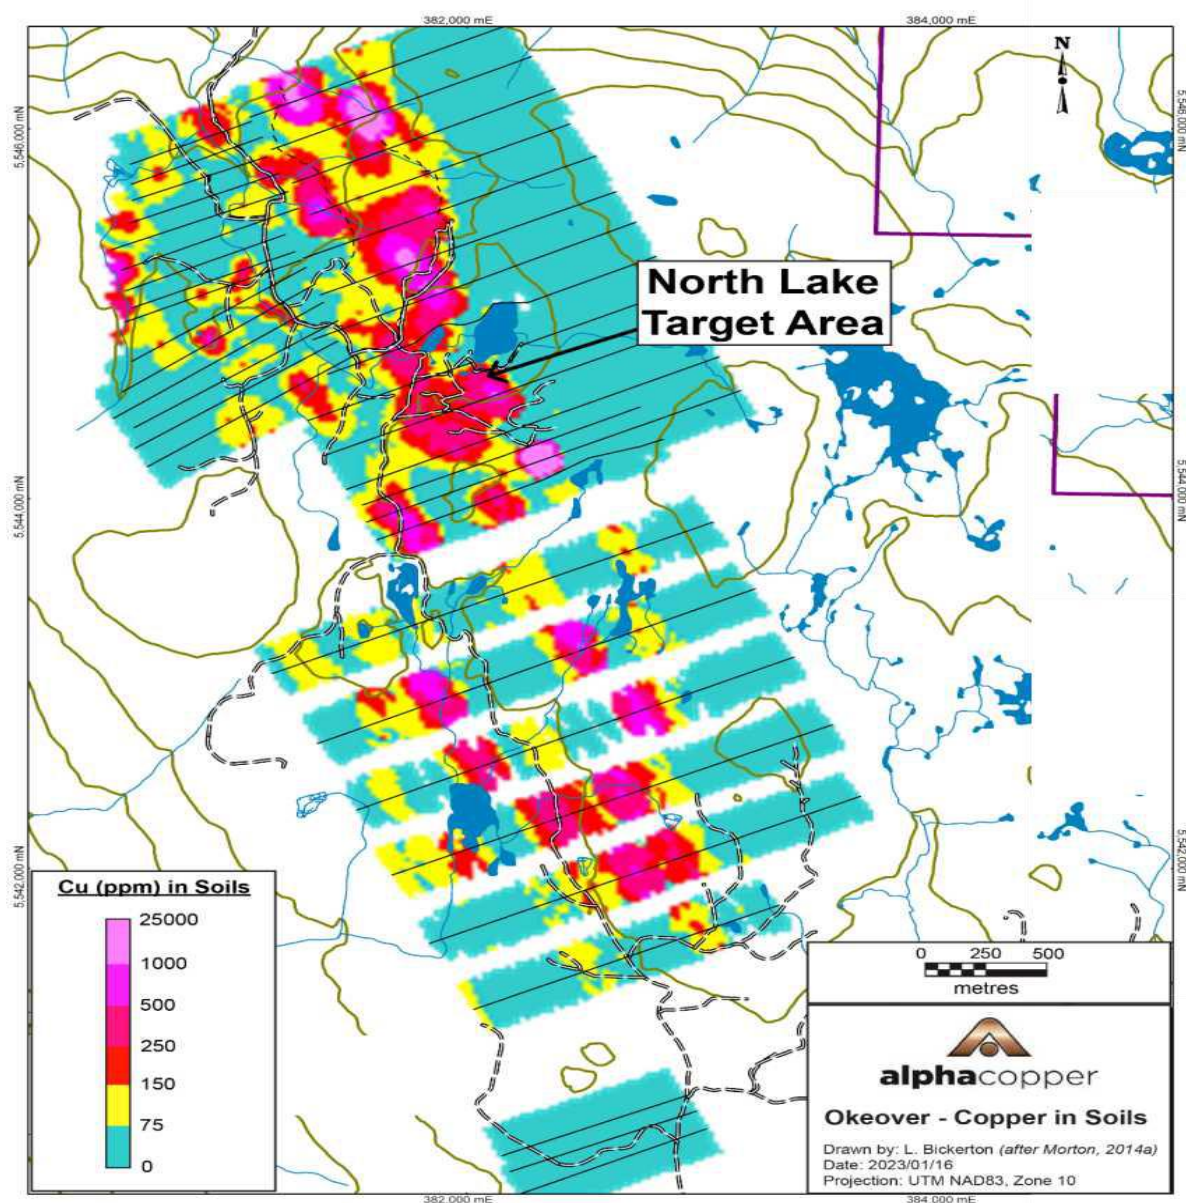 382,000 mE
384,000 mE
N
5,546,000 mN
5,546,000 mN
North Lake
Target Area
5,544,000 mN
5,544,000 mN
5,542,000 mN
5,542,000 mN
Cu (ppm) in Soils
25000
1000
500
250
150
75
0
0 250 500
metres
alphacopper
Okeover - Copper in Soils
Drawn by: L. Bickerton (after Morton, 2014a)
Date: 2023/01/16
Projection: UTM NAD83, Zone 10
382,000 mE
384,000 mE